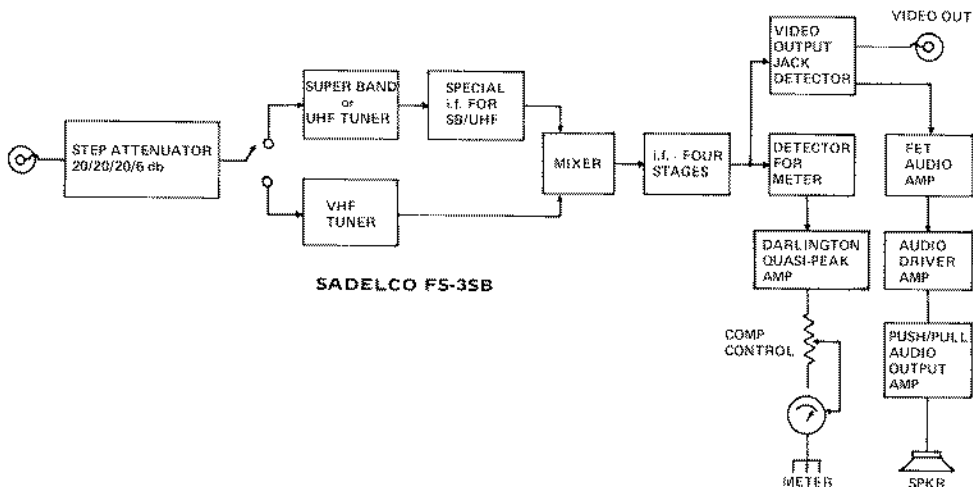 VIDEO OUT
VIDEO
OUTPUT
JACK
DETECTOR
SUPER BAND
or
UHF TUNER
SPECIAL
i.f. FOR
SB/UHF
STEP ATTENUATOR
20/20/20/6 db
MIXER
i.f. - FOUR
STAGES
DETECTOR
FOR
METER
FET
AUDIO
AMP
VHF
TUNER
DARLINGTON
QUASI-PEAK
AMP
AUDIO
DRIVER
AMP
SADELCO FS-3SB
COMP
CONTROL
PUSH/PULL
AUDIO
OUTPUT
AMP
METER
SPKR